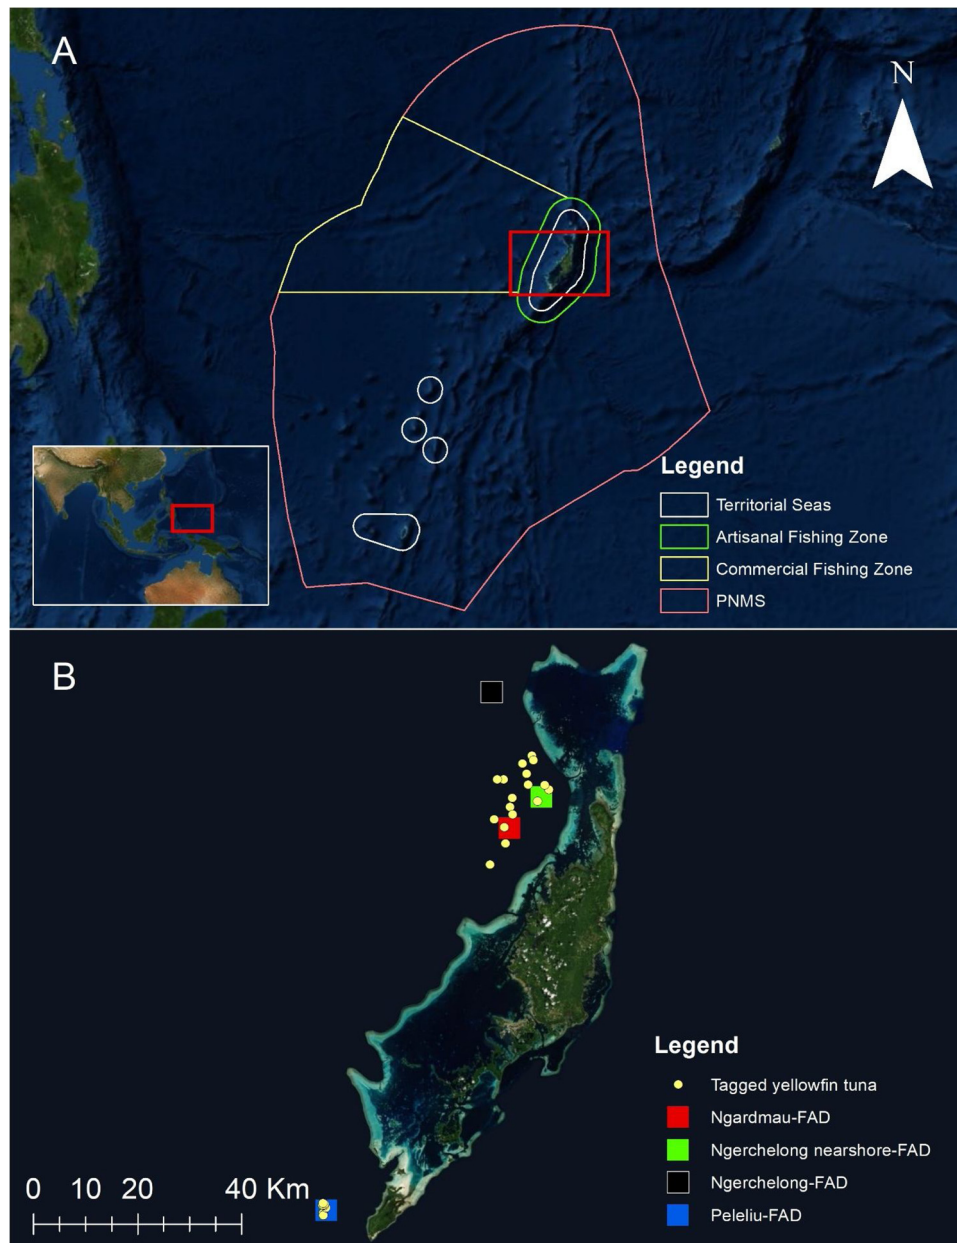 A
N
Legend
Territorial Seas
Artisanal Fishing Zone
Commercial Fishing Zone
PNMS
B
Legend
Tagged yellowfin tuna
Ngardmau-FAD
Ngerchelong nearshore-FAD
Ngerchelong-FAD
Peleliu-FAD
0 10 20 40 Km